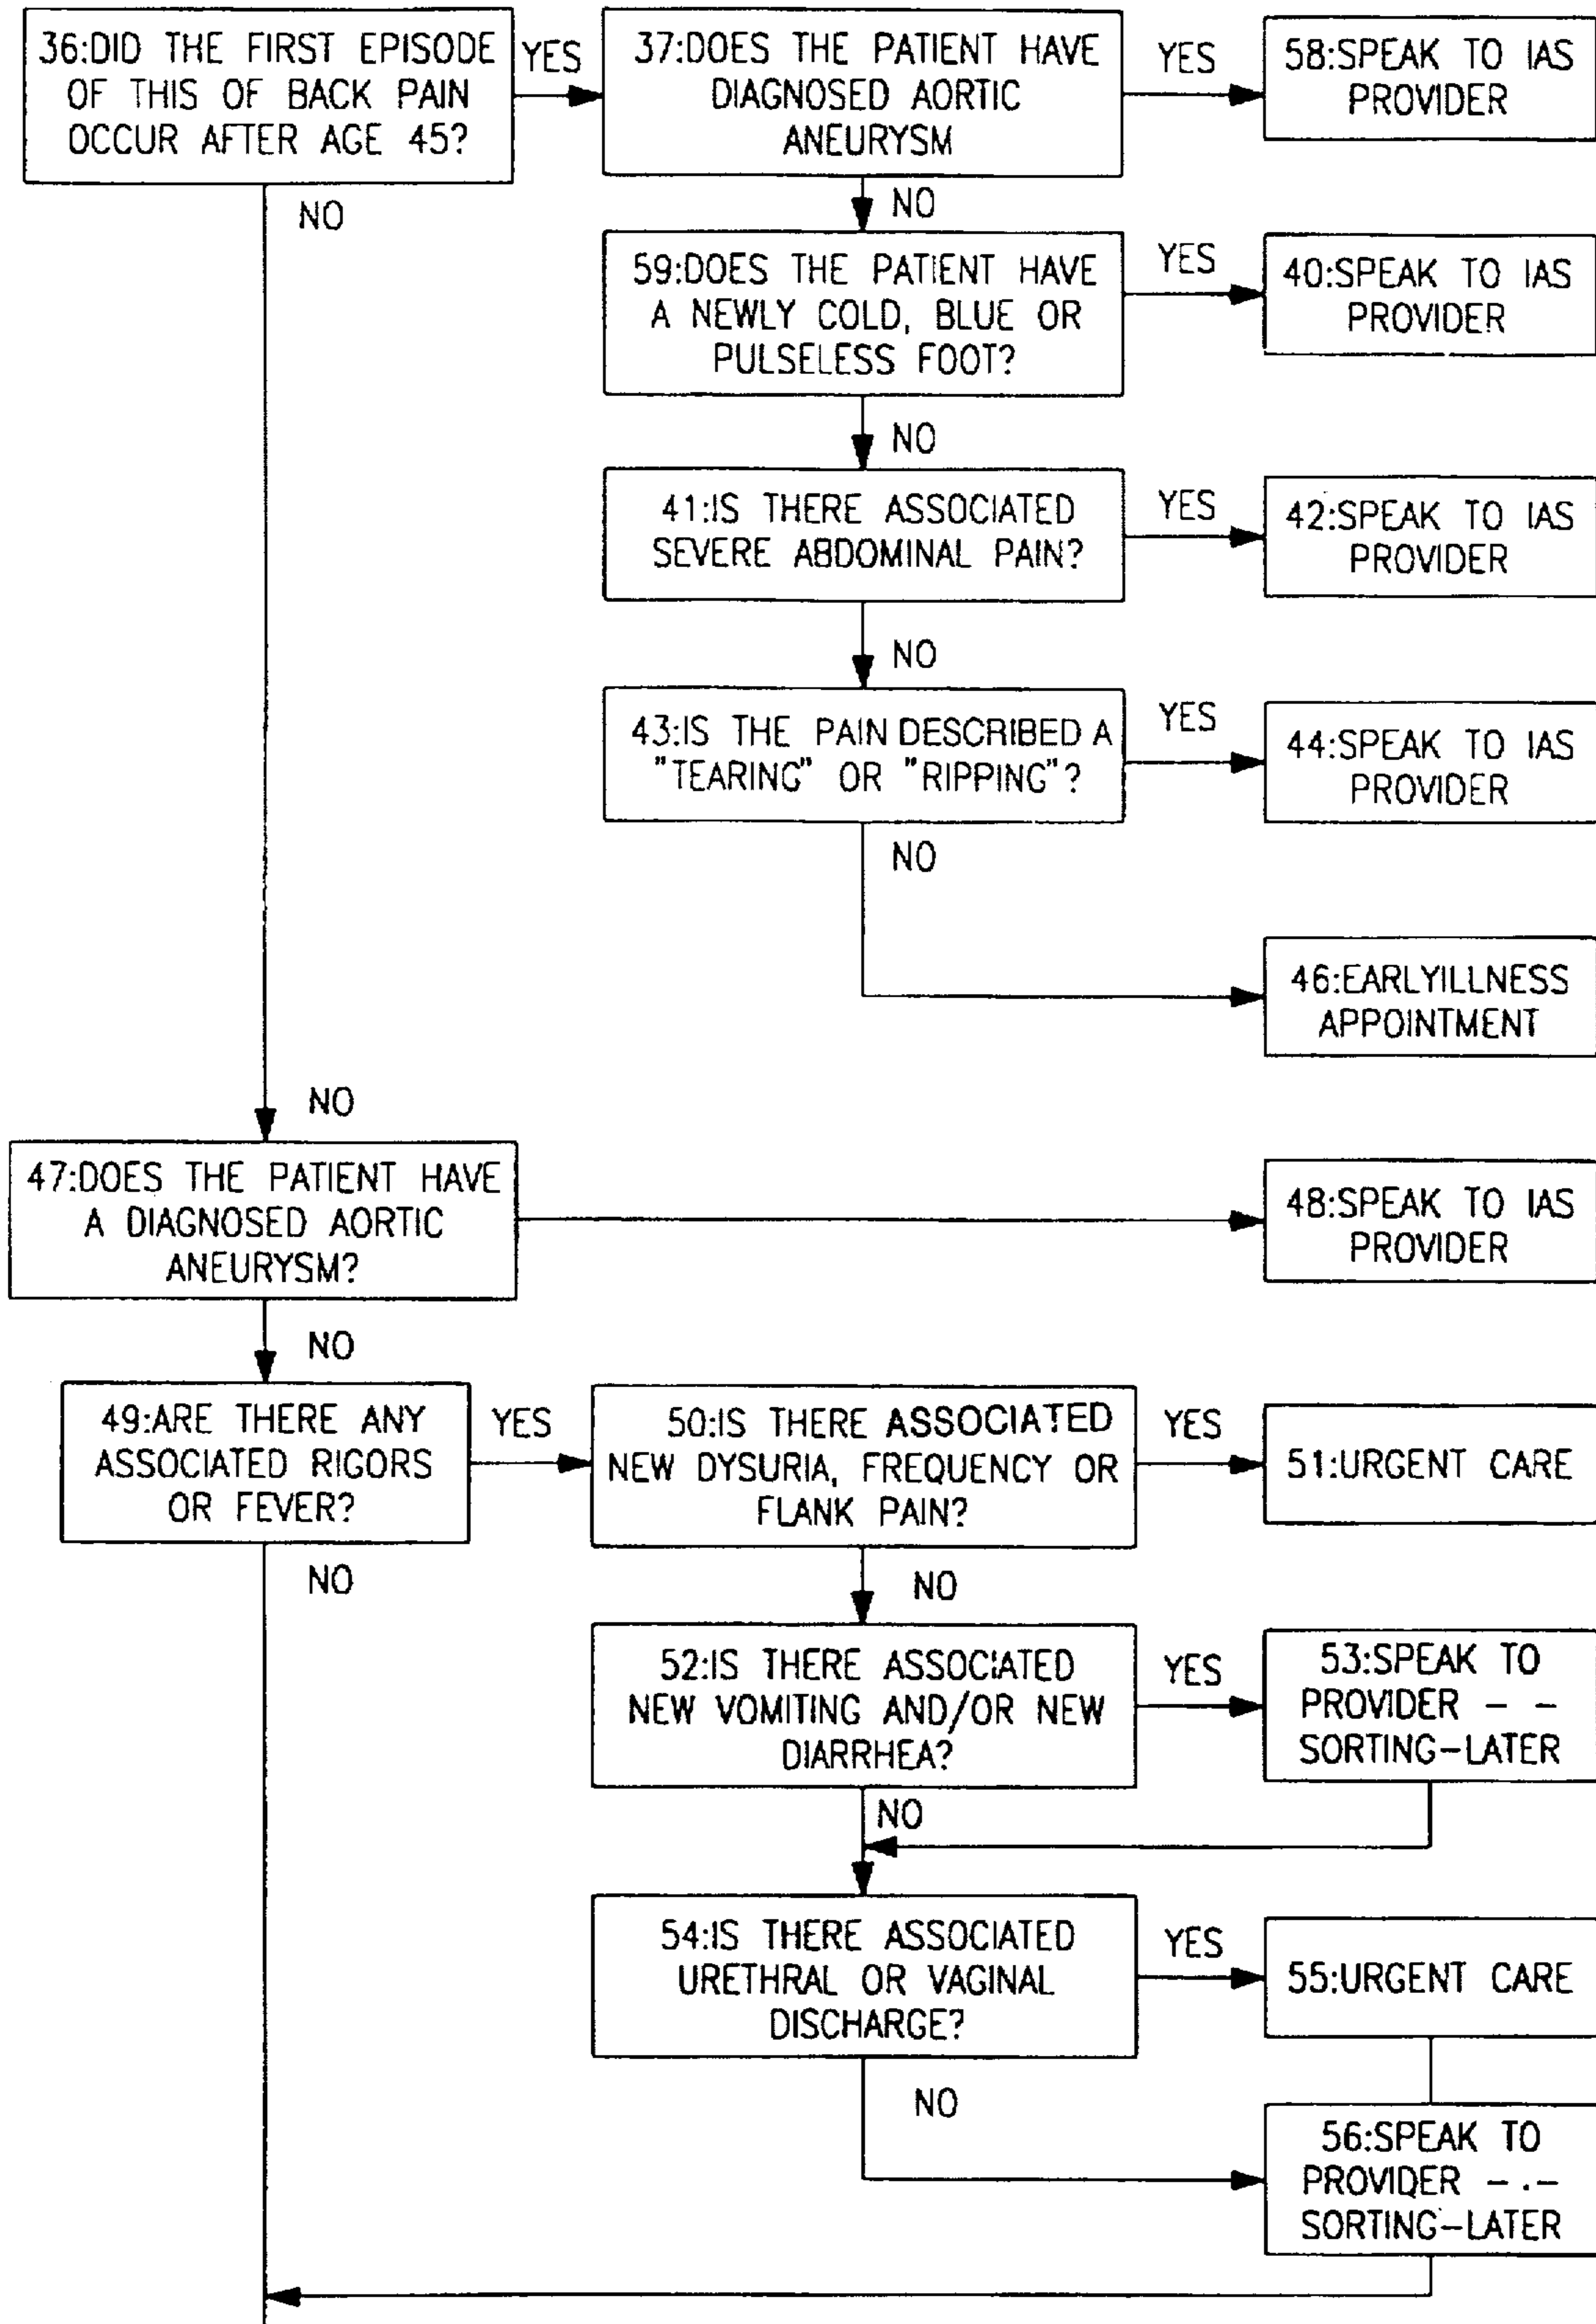 36:DID THE FIRST EPISODE
OF THIS OF BACK PAIN
OCCUR AFTER AGE 45?
YES
37:DOES THE PATIENT HAVE
DIAGNOSED AORTIC
ANEURYSM
YES
58:SPEAK TO IAS
PROVIDER
NO
NO
59:DOES THE PATIENT HAVE
A NEWLY COLD, BLUE OR
PULSELESS FOOT?
YES
40:SPEAK TO IAS
PROVIDER
NO
41:IS THERE ASSOCIATED
SEVERE ABDOMINAL PAIN?
YES
42:SPEAK TO IAS
PROVIDER
NO
43:IS THE PAIN DESCRIBED A
"TEARING" OR "RIPPING"?
YES
44:SPEAK TO IAS
PROVIDER
NO
46:EARLYILLNESS
APPOINTMENT
NO
47:DOES THE PATIENT HAVE
A DIAGNOSED AORTIC
ANEURYSM?
48:SPEAK TO IAS
PROVIDER
NO
49:ARE THERE ANY
ASSOCIATED RIGORS
OR FEVER?
YES
50:IS THERE ASSOCIATED
NEW DYSURIA, FREQUENCY OR
FLANK PAIN?
YES
51:URGENT CARE
NO
NO
52:IS THERE ASSOCIATED
NEW VOMITING AND/OR NEW
DIARRHEA?
YES
53:SPEAK TO
PROVIDER - -
SORTING-LATER
NO
54:IS THERE ASSOCIATED
URETHRAL OR VAGINAL
DISCHARGE?
YES
55:URGENT CARE
NO
56:SPEAK TO
PROVIDER - . -
SORTING-LATER